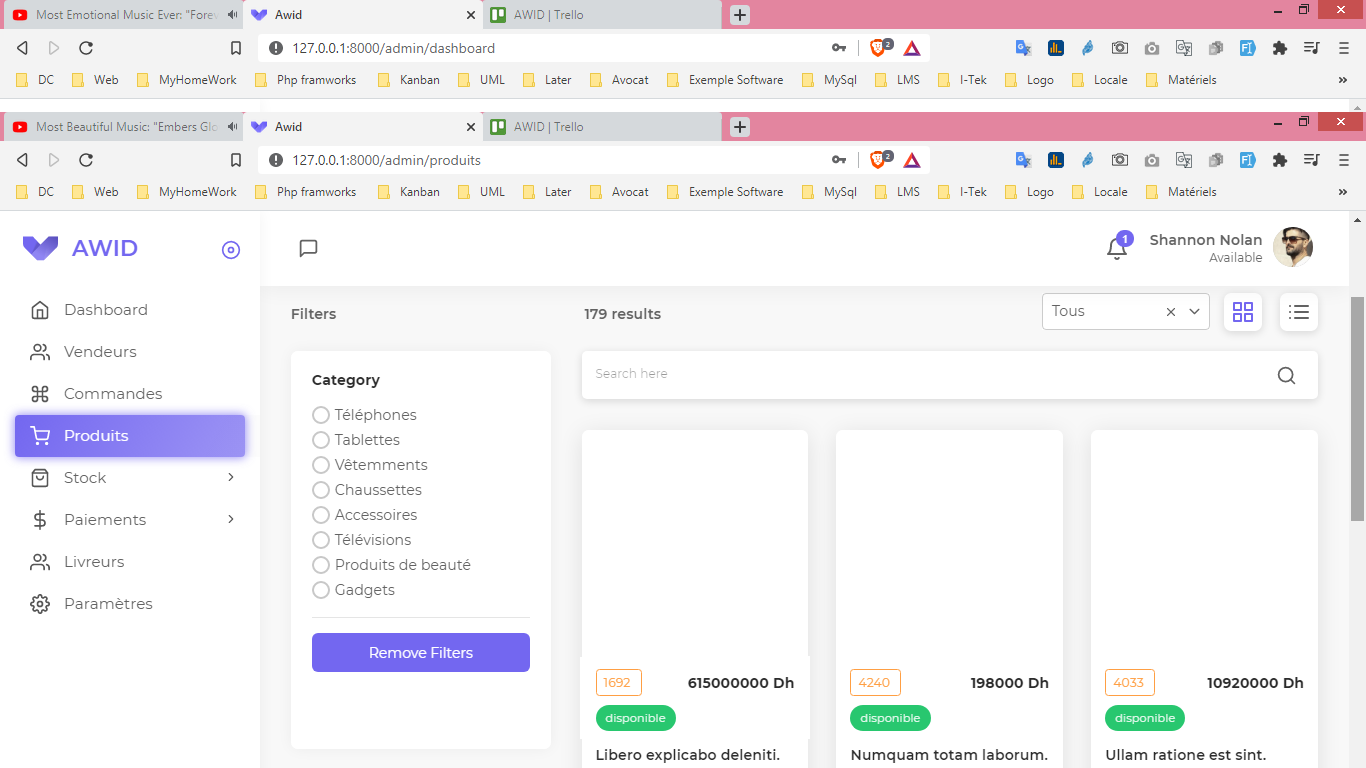 Most Emotional Music Ever: "Forev
Awid
AWID | Trello
127.0.0.1:8000/admin/dashboard
2
DC
Web
MyHomeWork
Php framworks
Kanban
UML
Later
Avocat
Exemple Software
MySql
LMS
I-Tek
Logo
Locale
Matériels
»
Most Beautiful Music: "Embers Glo
Awid
AWID | Trello
127.0.0.1:8000/admin/produits
2
DC
Web
MyHomeWork
Php framworks
Kanban
UML
Later
Avocat
Exemple Software
MySql
LMS
I-Tek
Logo
Locale
Matériels
»
AWID
1
Shannon Nolan
Available
Dashboard
Vendeurs
Commandes
Produits
Stock
Paiements
Livreurs
Paramètres
Filters
179 results
Tous
Category
Téléphones
Tablettes
Vêtemments
Chaussettes
Accessoires
Télévisions
Produits de beauté
Gadgets
Remove Filters
Search here
1692
615000000 Dh
disponible
Libero explicabo deleniti.
4240
198000 Dh
disponible
Numquam totam laborum.
4033
10920000 Dh
disponible
Ullam ratione est sint.